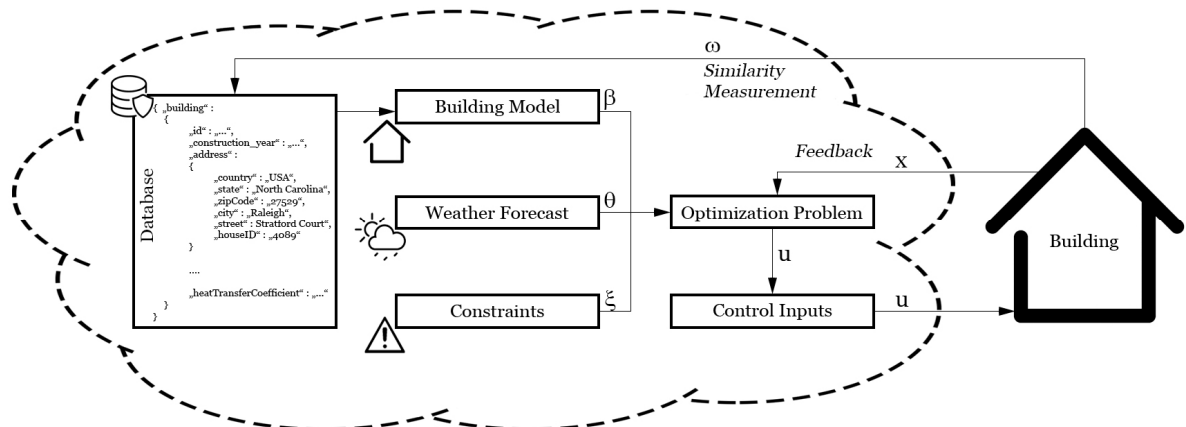 ω
Similarity
Measurement
Database
{ „building“ :
{
„id“ : „...“,
„construction_year“ : „...“,
„address“ :
{
„country“ : „USA“,
„state“ : „North Carolina“,
„zipCode“ : „27529“,
„city“ : „Raleigh“,
„street“ : Stratford Court“,
„houseID“ : „4089“
}
....
„heatTransferCoefficient“ : „...“
}
}
Building Model
β
Weather Forecast
θ
Constraints
ξ
Feedback
x
Optimization Problem
u
Control Inputs
u
Building